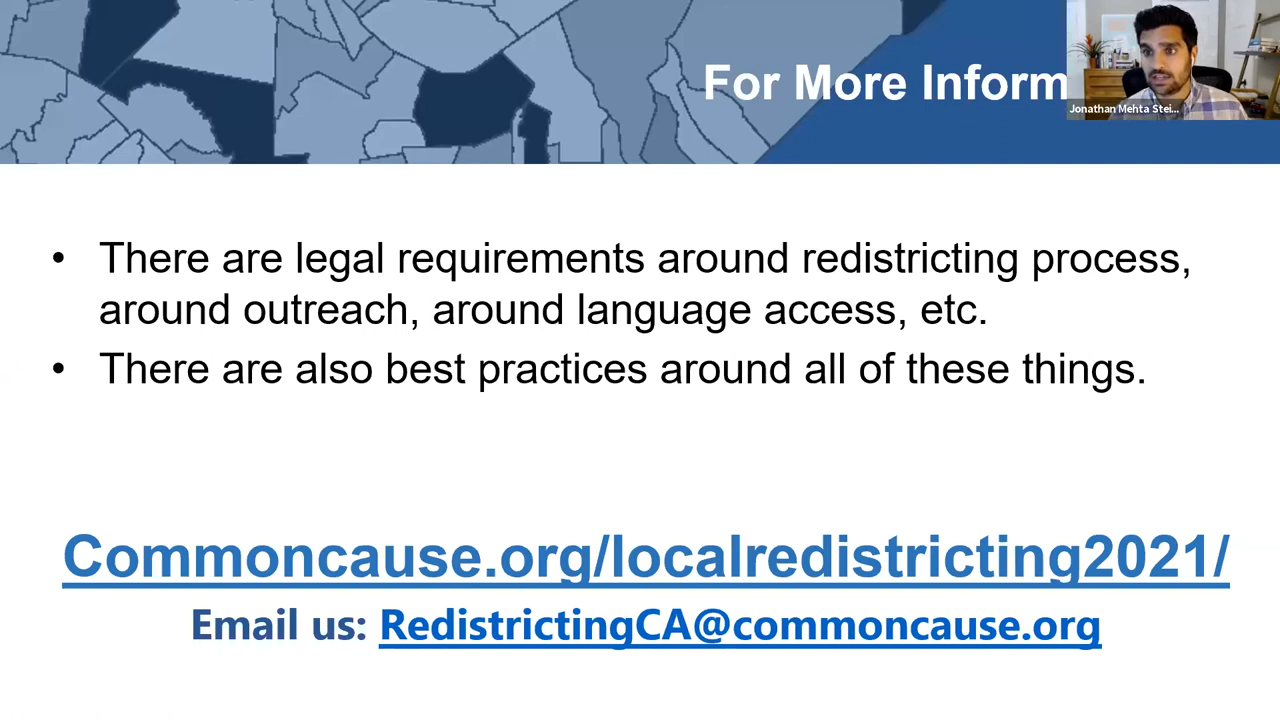 For More Inform
Jonathan Mehta Stei...
• There are legal requirements around redistricting process,
around outreach, around language access, etc.
• There are also best practices around all of these things.
Commoncause.org/localredistricting2021/
Email us: RedistrictingCA@commoncause.org